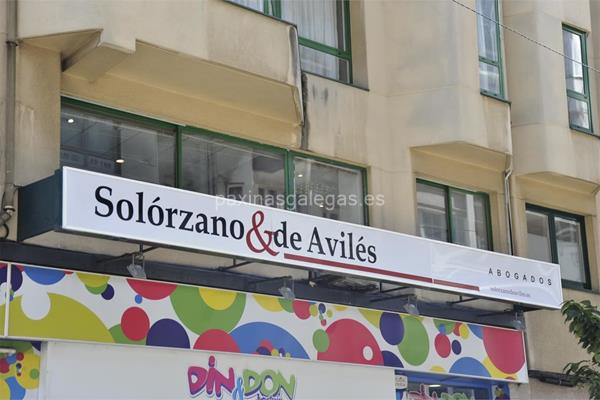 Solórzano & de Avilés
ABOGADOS
paxinasgalegas.es
DIN & DON